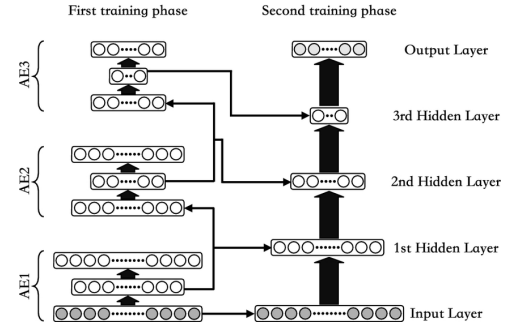 First training phase
Second training phase
AE3
Output Layer
3rd Hidden Layer
AE2
2nd Hidden Layer
1st Hidden Layer
AE1
Input Layer